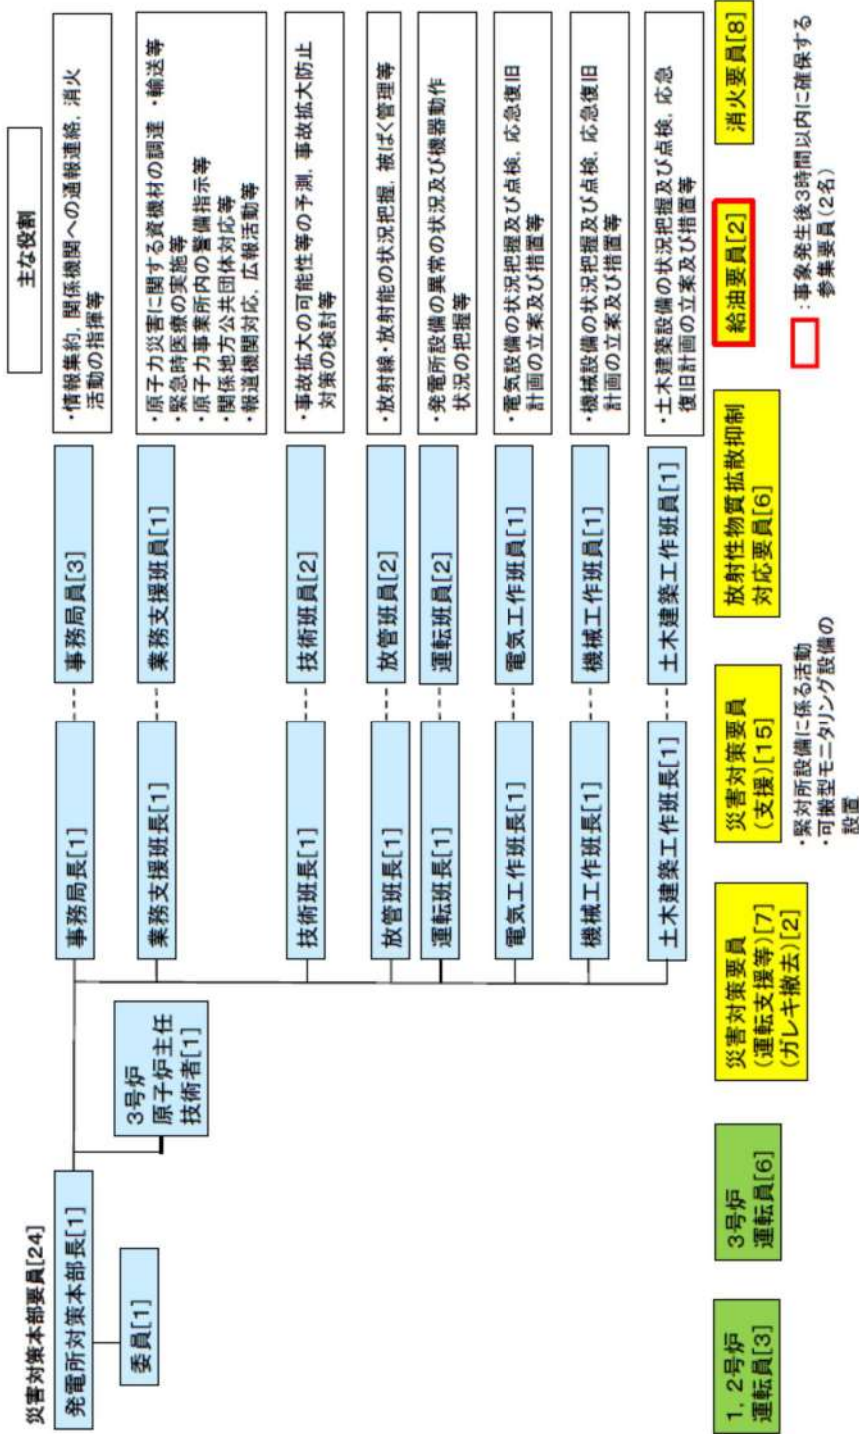 災害対策本部要員[24]
発電所対策本部長[1]
委員[1]
3号炉
原子炉主任
技術者[1]
主な役割
事務局長[1]
事務局員[3]
・情報集約，関係機関への通報連絡，消火
活動の指揮等
業務支援班長[1]
業務支援班員[1]
・原子力災害に関する資機材の調達・輸送等
・緊急時医療の実施等
・原子力事業所内の警備指示等
・関係地方公共団体対応等
・報道機関対応，広報活動等
技術班長[1]
技術班員[2]
・事故拡大の可能性等の予測，事故拡大防止
対策の検討等
放管班長[1]
放管班員[2]
・放射線・放射能の状況把握，被ばく管理等
運転班長[1]
運転班員[2]
・発電所設備の異常の状況及び機器動作
状況の把握等
電気工作班長[1]
電気工作班員[1]
・電気設備の状況把握及び点検，応急復旧
計画の立案及び措置等
機械工作班長[1]
機械工作班員[1]
・機械設備の状況把握及び点検，応急復旧
計画の立案及び措置等
土木建築工作班長[1]
土木建築工作班員[1]
・土木建築設備の状況把握及び点検，応急
復旧計画の立案及び措置等
1，2号炉
運転員[3]
3号炉
運転員[6]
災害対策要員
(運転支援等)[7]
(ガレキ撤去)[2]
災害対策要員
(支援)[15]
・緊対所設備に係る活動
・可搬型モニタリング設備の
設置
放射性物質拡散抑制
対応要員[6]
給油要員[2]
消火要員[8]
：事象発生後3時間以内に確保する
参集要員(2名)